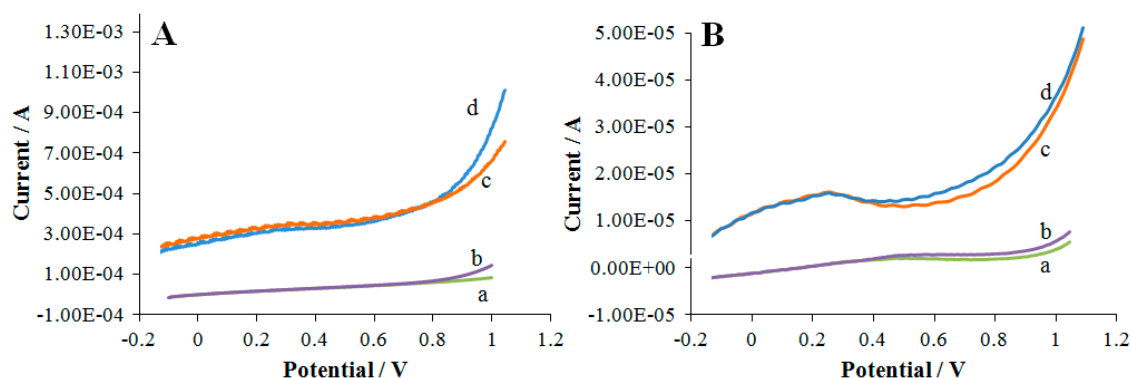 A
1.30E-03
1.10E-03
9.00E-04
7.00E-04
5.00E-04
3.00E-04
1.00E-04
-1.00E-04
Current / A
d
c
b
a
-0.2 0 0.2 0.4 0.6 0.8 1 1.2
Potential / V
B
5.00E-05
4.00E-05
3.00E-05
2.00E-05
1.00E-05
0.00E+00
-1.00E-05
Current / A
d
c
b
a
-0.2 0 0.2 0.4 0.6 0.8 1 1.2
Potential / V